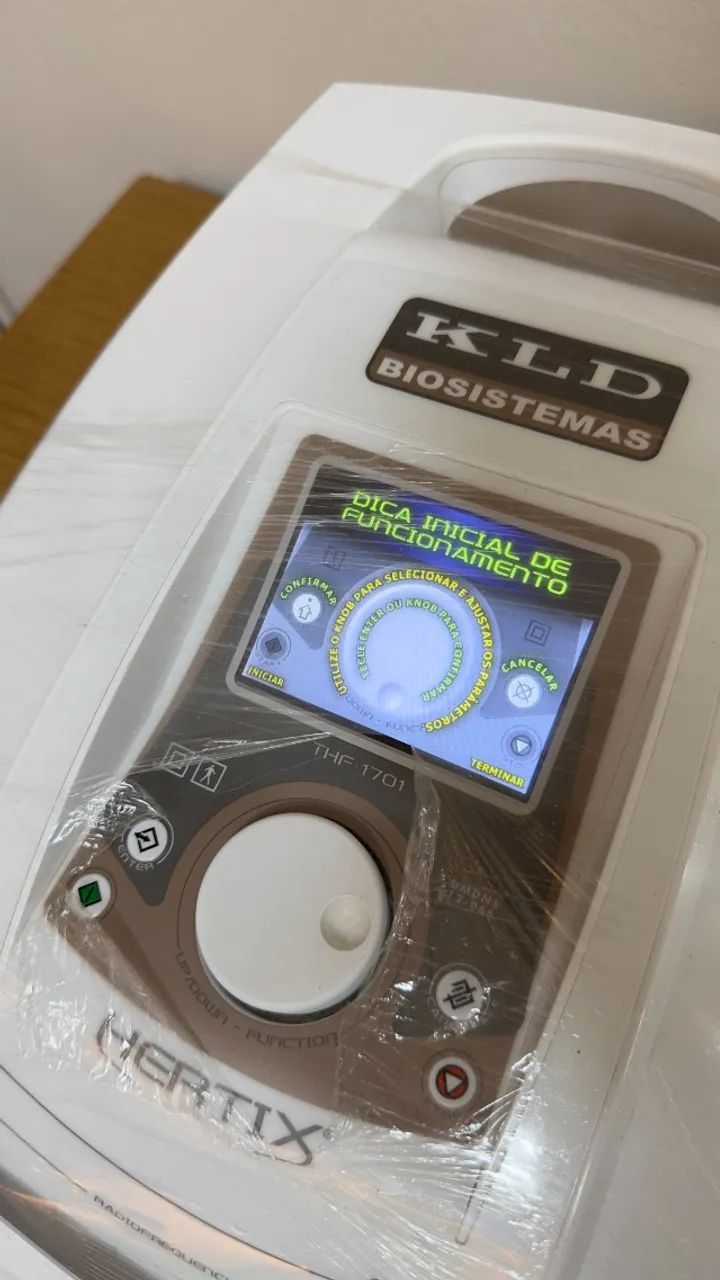 KLD
BIOSISTEMAS
DICA INICIAL DE
FUNCIONAMENTO
CONFIRMAR
UTILIZE O KNOB PARA SELECIONAR E AJUSTAR OS PARÂMETROS
TECLE ENTER OU KNOB PARA CONFIRMAR
CANCELAR
INICIAR
TERMINAR
THF-1701
UMDNS
ENTER
UP/DOWN - FUNCTION
HERTIX®